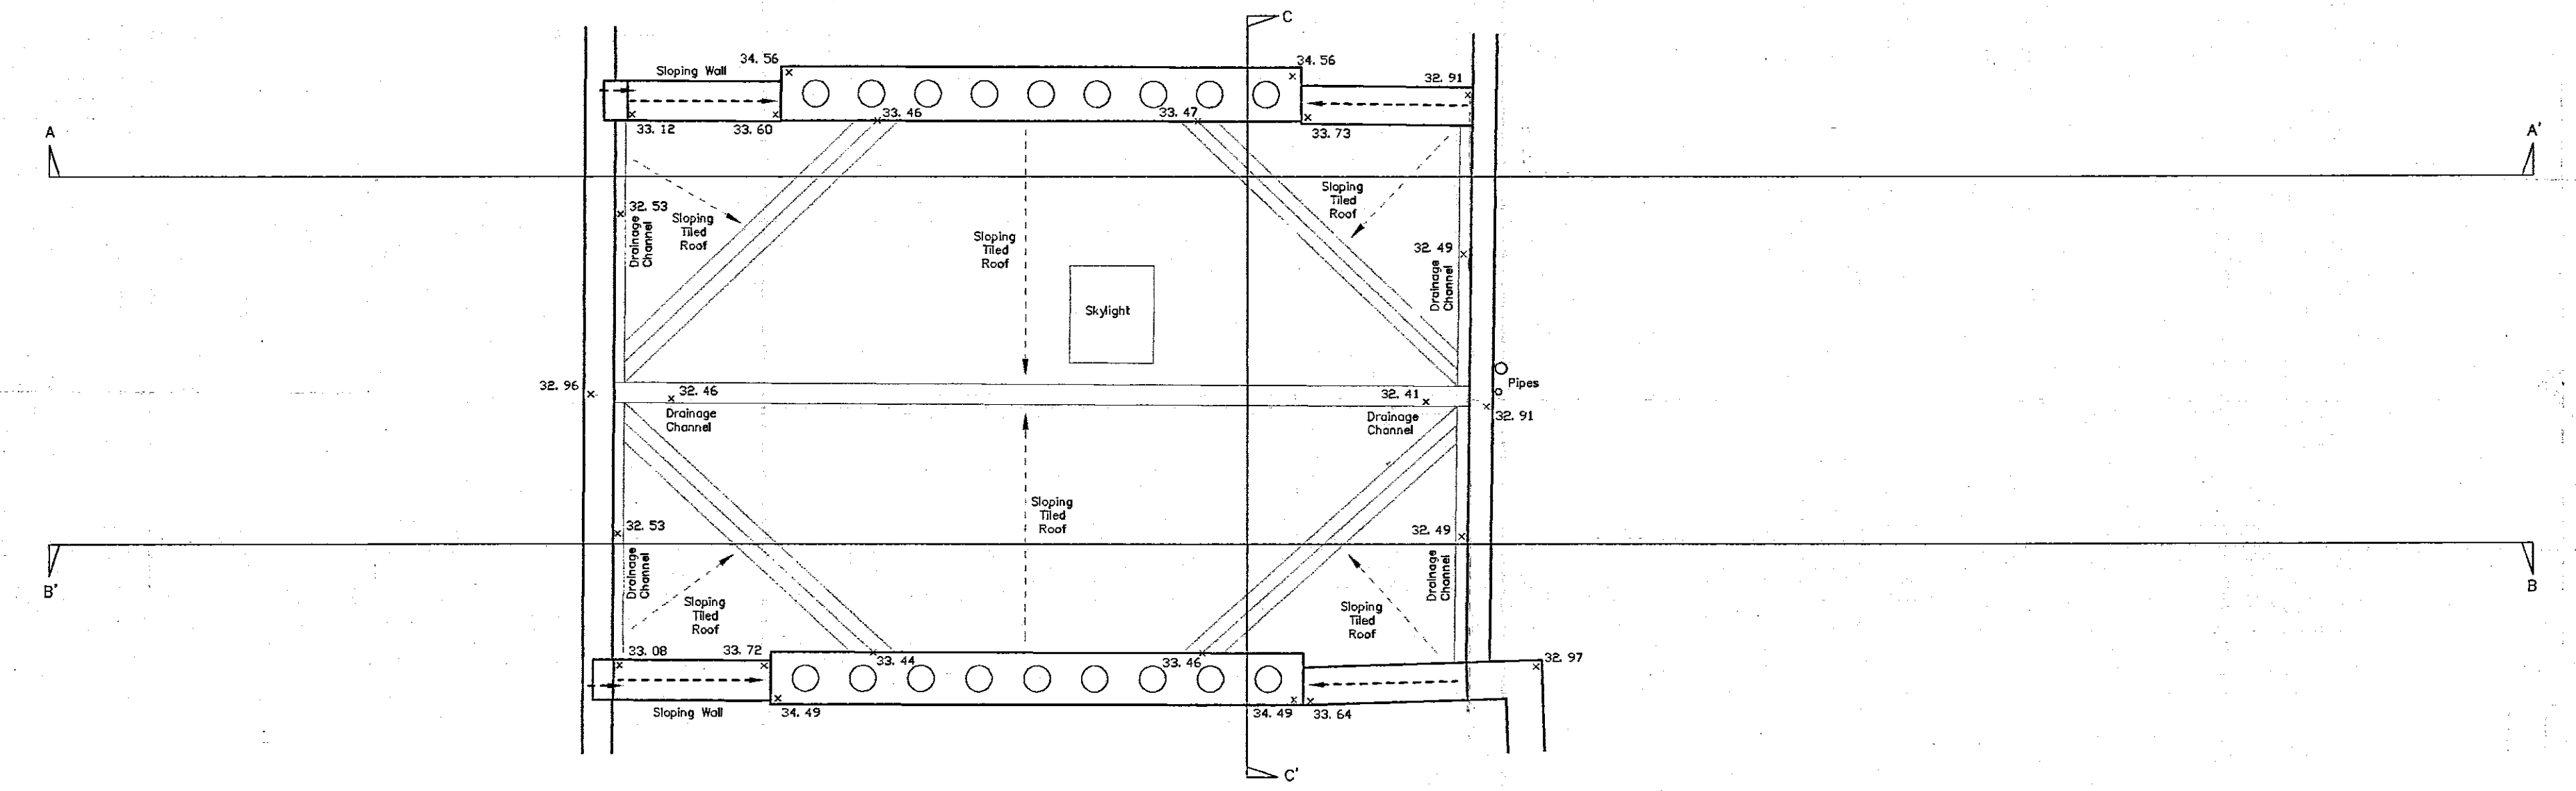 C
34.56
34.56
Sloping Wall
32.91
33.46
33.47
33.12
33.60
33.73
A
A'
Sloping
Tiled
Roof
32.53
Drainage
Channel
Sloping
Tiled
Roof
Sloping
Tiled
Roof
32.49
Drainage
Channel
Skylight
32.96
32.46
Drainage
Channel
32.41
Drainage
Channel
Pipes
32.91
Sloping
Tiled
Roof
32.53
32.49
Drainage
Channel
Drainage
Channel
B'
B
Sloping
Tiled
Roof
Sloping
Tiled
Roof
33.08
33.72
33.44
33.46
32.97
Sloping Wall
34.49
34.49
33.64
C'